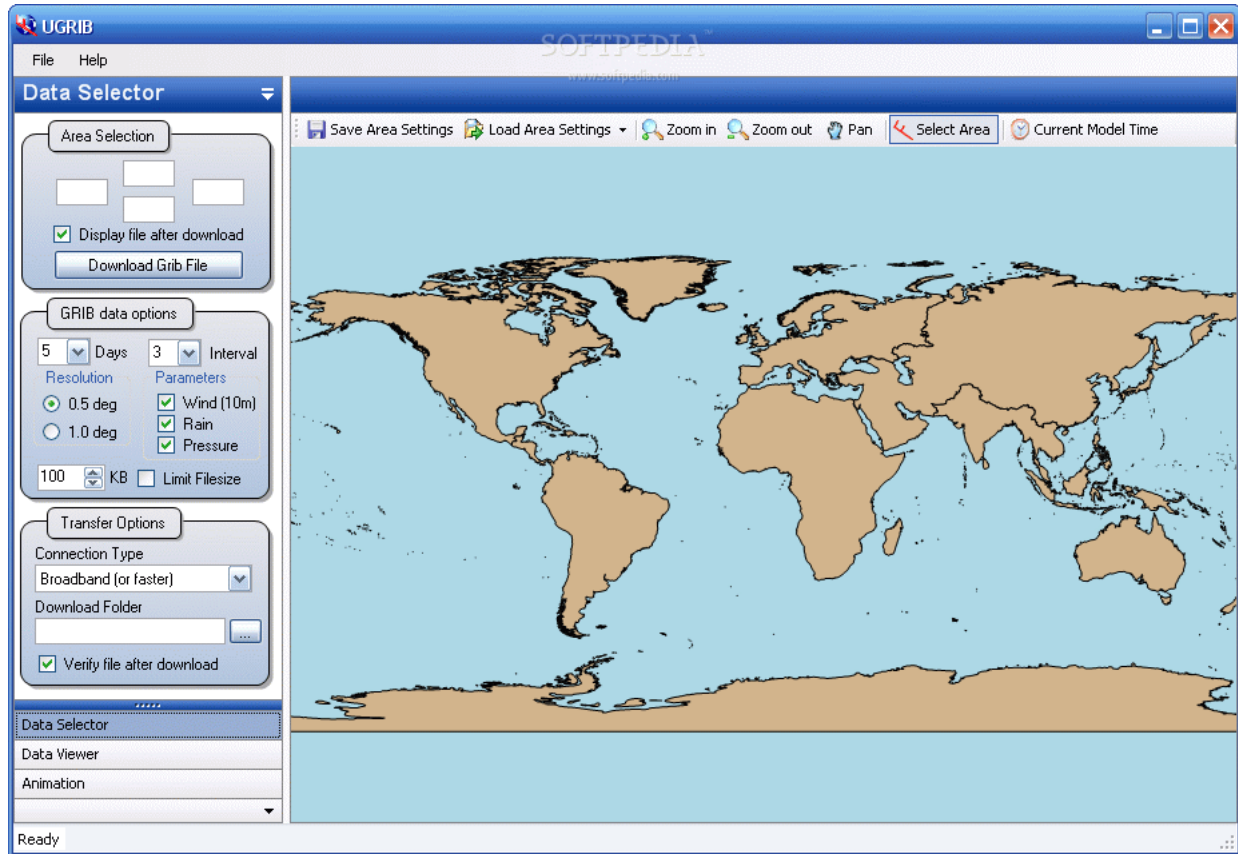 UGRIB
SOFTPEDIA™
www.softpedia.com
File Help
Data Selector
Save Area Settings Load Area Settings Zoom in Zoom out Pan Select Area Current Model Time
Area Selection
Display file after download
Download Grib File
GRIB data options
5 Days 3 Interval
Resolution Parameters
0.5 deg Wind (10m)
Rain
1.0 deg
Pressure
100 KB Limit Filesize
Transfer Options
Connection Type
Broadband (or faster)
Download Folder
...
Verify file after download
Data Selector
Data Viewer
Animation
Ready